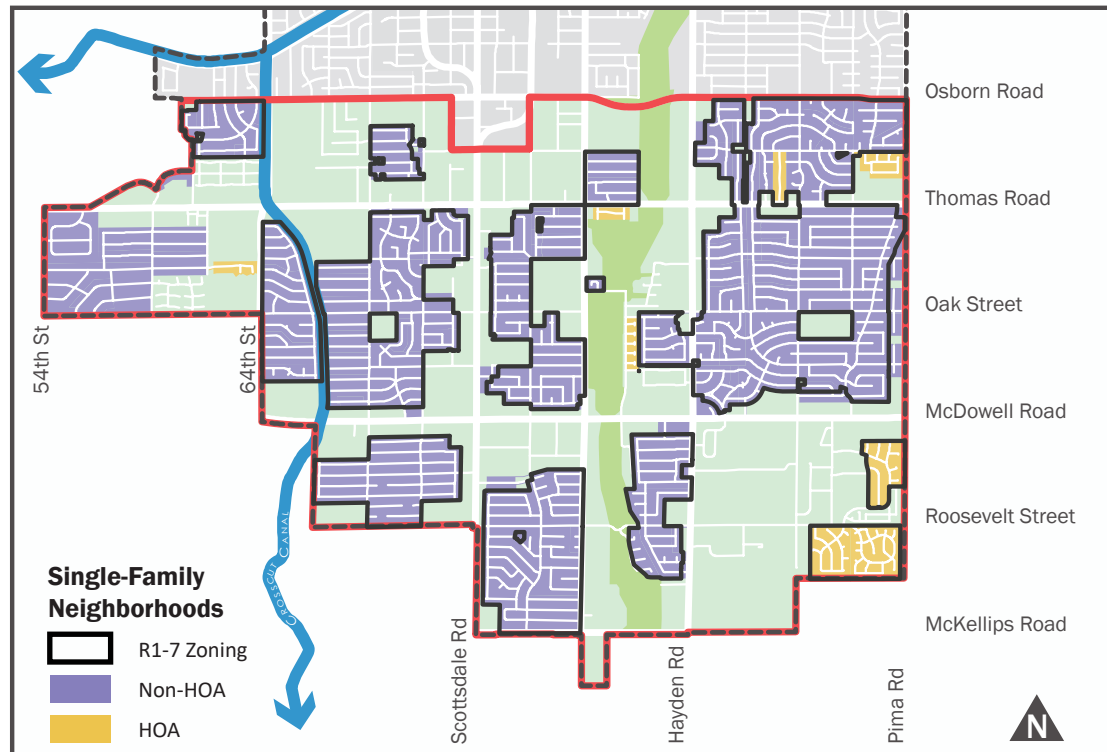 Osborn Road
Thomas Road
Oak Street
54th St
64th St
McDowell Road
Roosevelt Street
CROSSCUT CANAL
McKellips Road
Scottsdale Rd
Hayden Rd
Pima Rd
Single-Family
Neighborhoods
R1-7 Zoning
Non-HOA
HOA
N